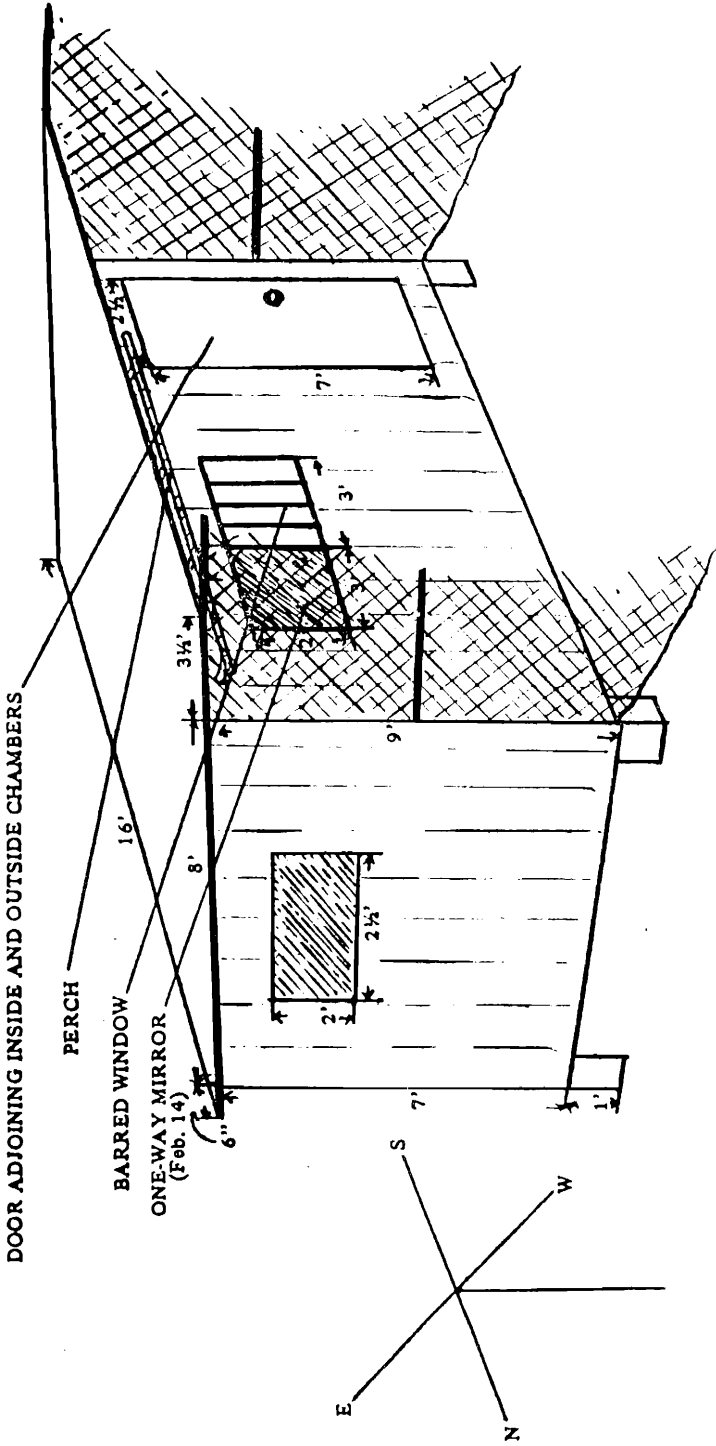 DOOR ADJOINING INSIDE AND OUTSIDE CHAMBERS
PERCH
BARRED WINDOW
ONE-WAY MIRROR
(Feb. 14)
16'
8'
3½'
2½'
6"
7'
3'
3'
2'
9'
2'
2½'
7'
1'
E
S
N
W